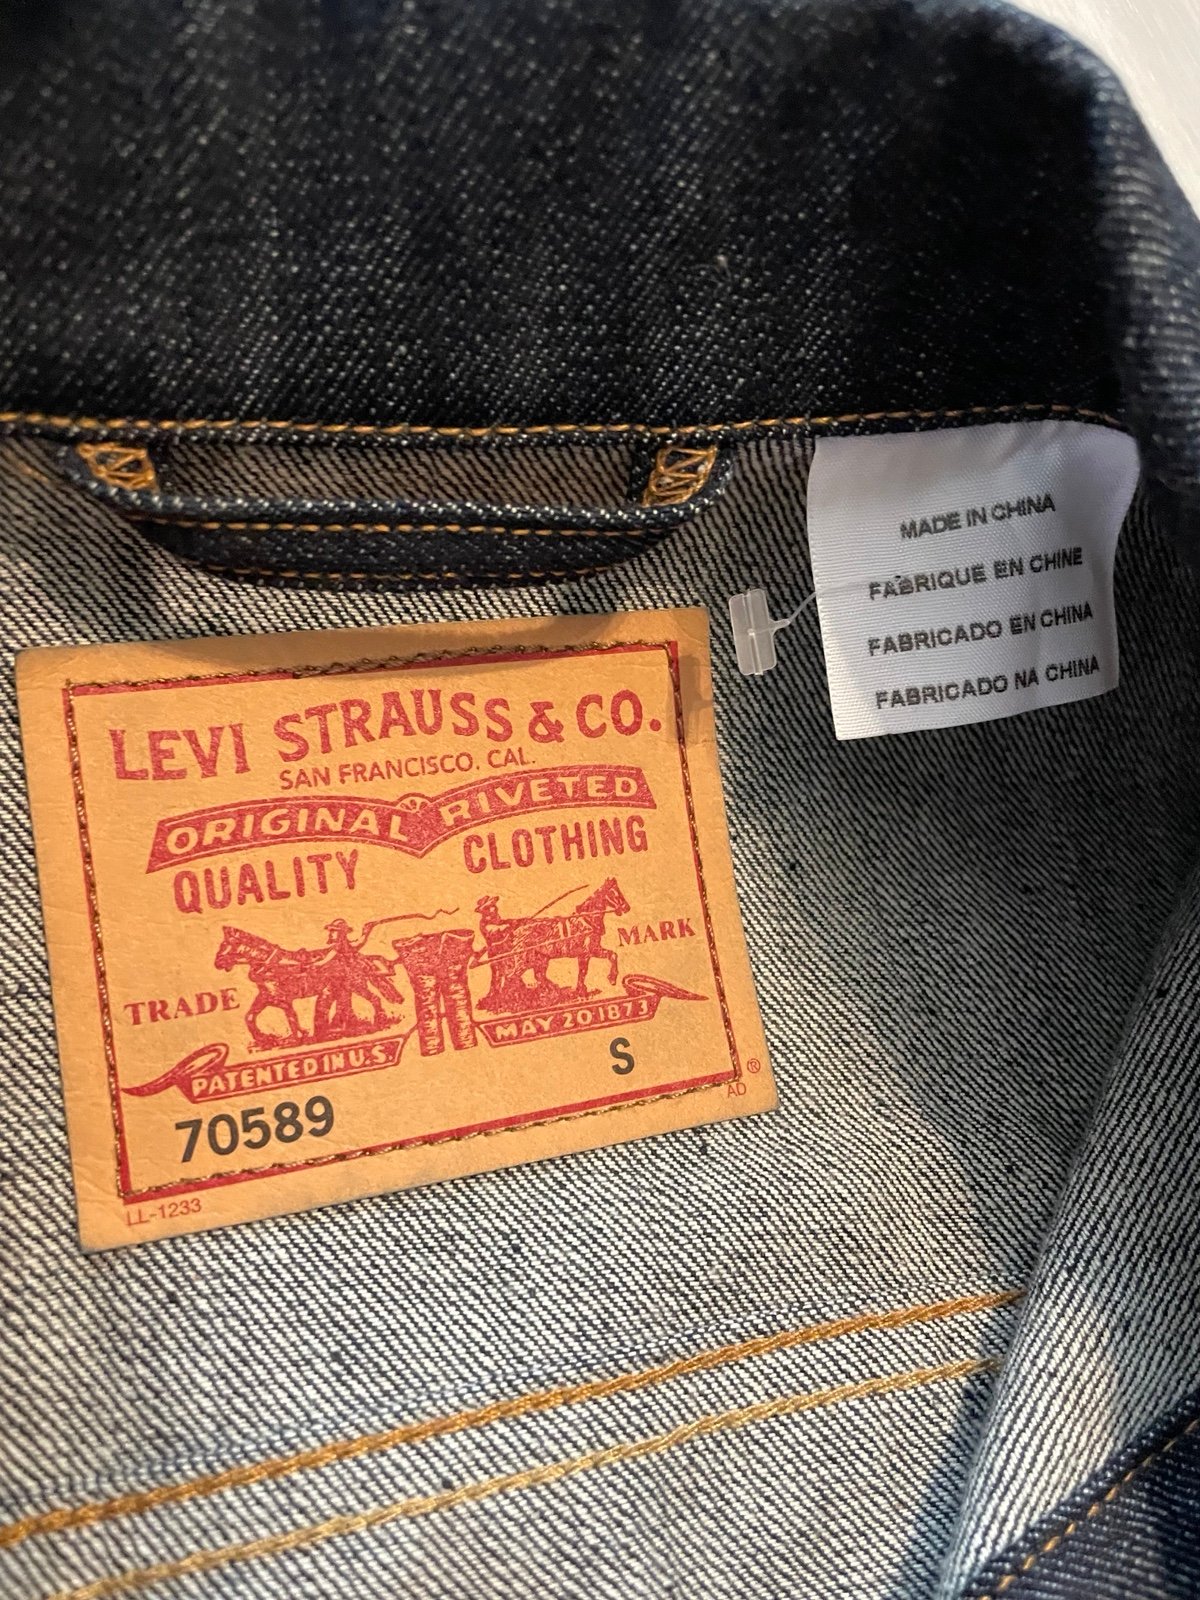 MADE IN CHINA
FABRIQUE EN CHINE
FABRICADO EN CHINA
FABRICADO NA CHINA
LEVI STRAUSS & CO.
SAN FRANCISCO. CAL.
ORIGINAL RIVETED
QUALITY CLOTHING
TRADE MARK
PATENTED IN U.S. MAY 20 1873
70589 S
AD ®
LL-1233